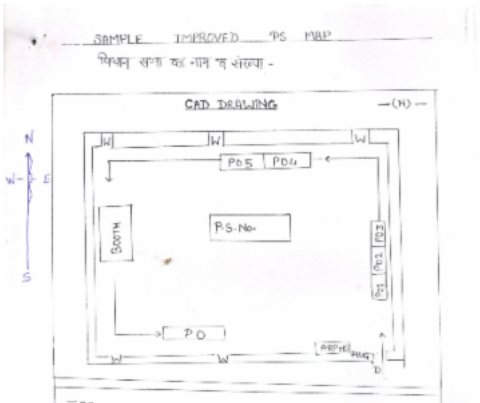 SAMPLE IMPROVED PS MAP
विधान सभा का नाम व संख्या -
CAD DRAWING
-(N)-
W W W
N
W E
S
PO5 PO4
BOOTH
P.S. No.
PO1 PO2 PO3
PO
W W
D